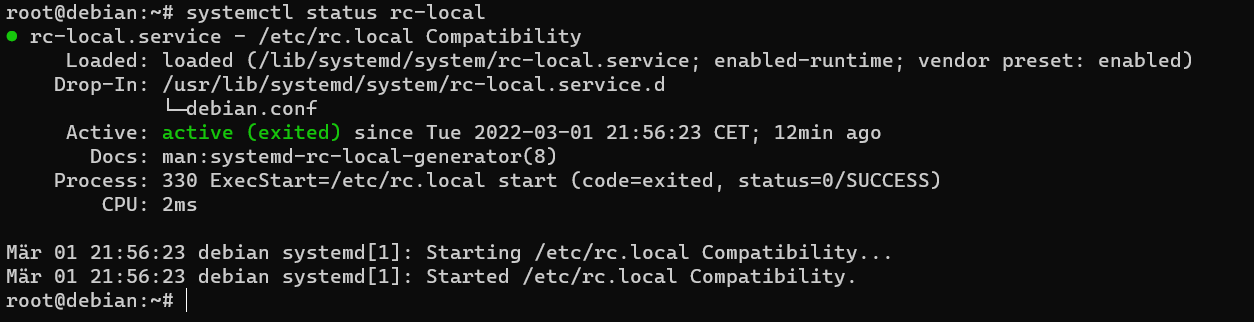 root@debian:~# systemctl status rc-local
● rc-local.service - /etc/rc.local Compatibility
     Loaded: loaded (/lib/systemd/system/rc-local.service; enabled-runtime; vendor preset: enabled)
    Drop-In: /usr/lib/systemd/system/rc-local.service.d
             └─debian.conf
     Active: active (exited) since Tue 2022-03-01 21:56:23 CET; 12min ago
       Docs: man:systemd-rc-local-generator(8)
    Process: 330 ExecStart=/etc/rc.local start (code=exited, status=0/SUCCESS)
        CPU: 2ms

Mär 01 21:56:23 debian systemd[1]: Starting /etc/rc.local Compatibility...
Mär 01 21:56:23 debian systemd[1]: Started /etc/rc.local Compatibility.
root@debian:~#